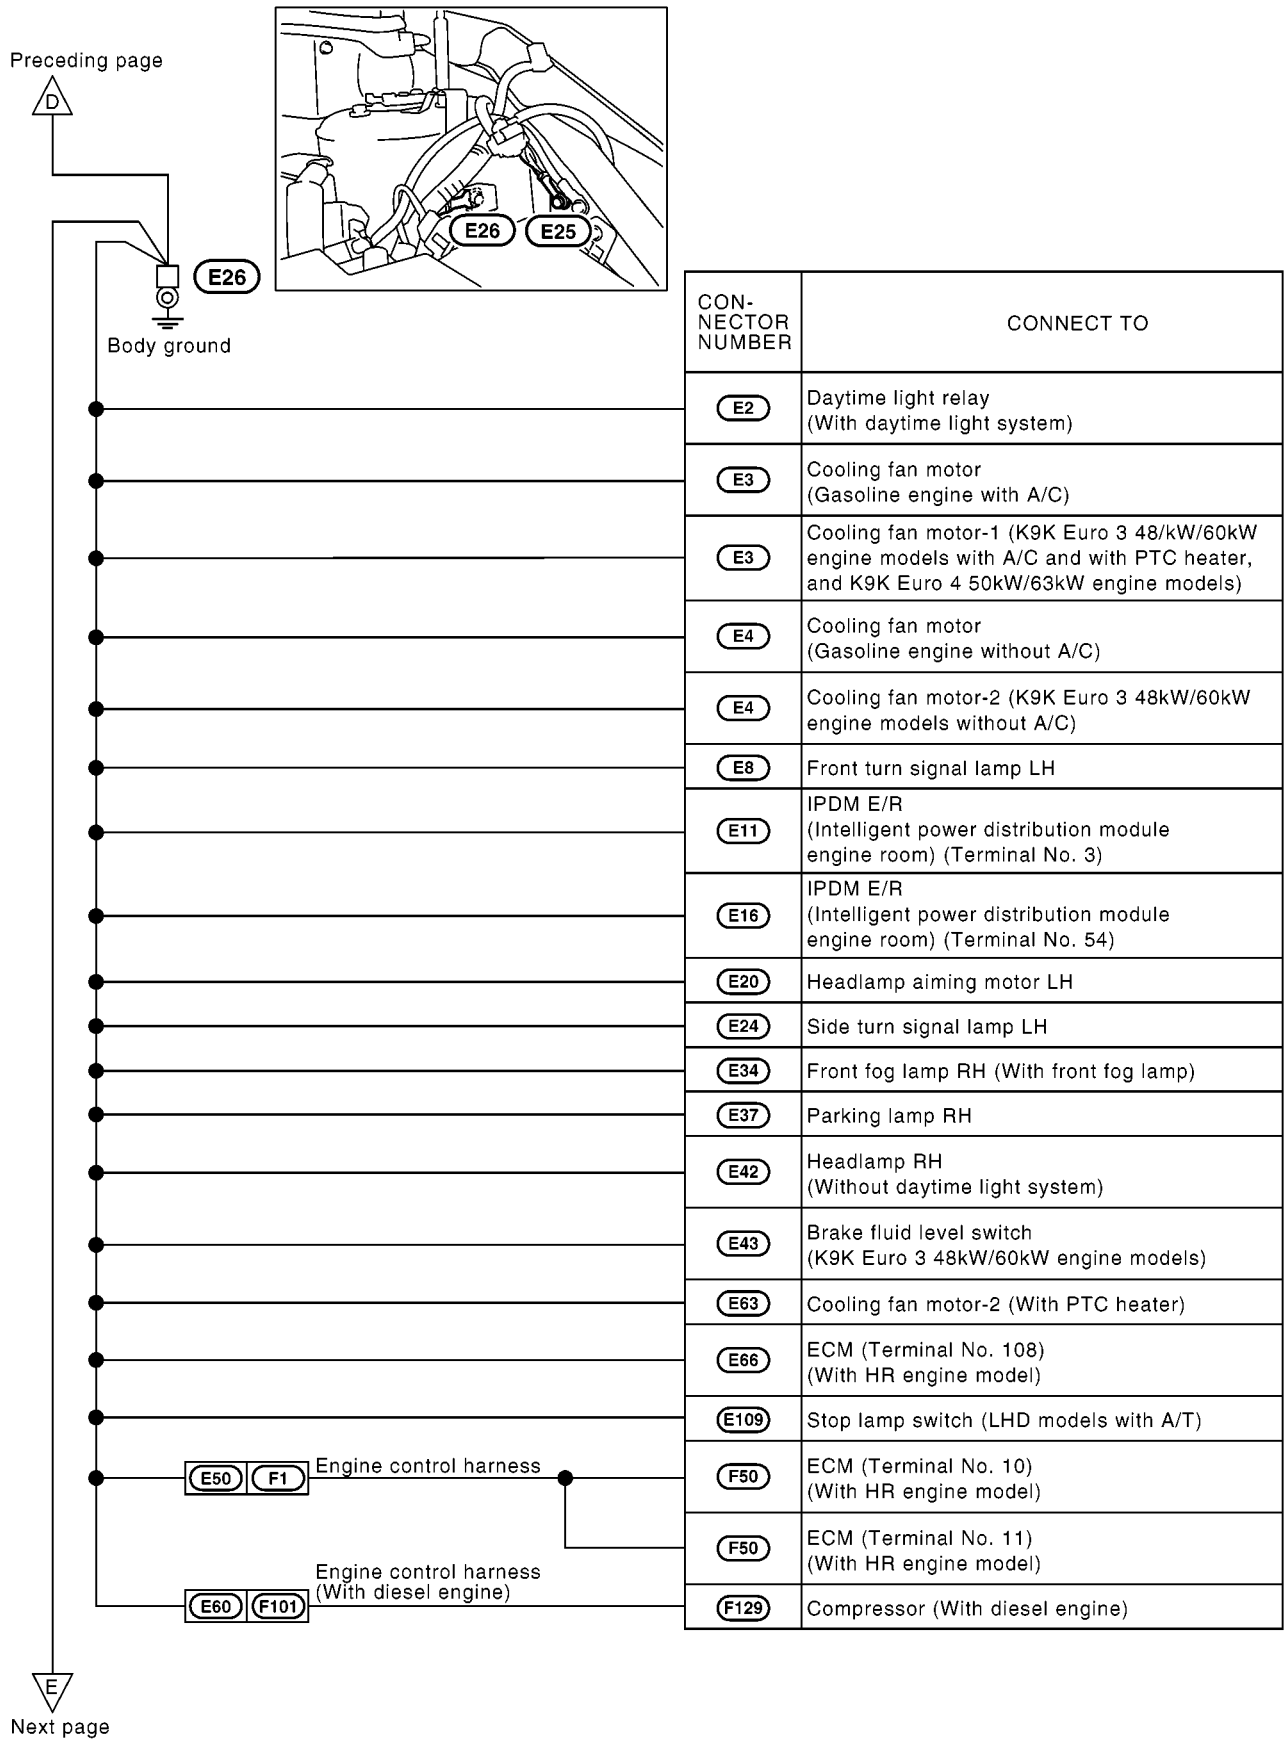 Preceding page
D
E26 E25
E26
Body ground
CON-
NECTOR
NUMBER
CONNECT TO
E2
Daytime light relay
(With daytime light system)
E3
Cooling fan motor
(Gasoline engine with A/C)
E3
Cooling fan motor-1 (K9K Euro 3 48/kW/60kW
engine models with A/C and with PTC heater,
and K9K Euro 4 50kW/63kW engine models)
E4
Cooling fan motor
(Gasoline engine without A/C)
E4
Cooling fan motor-2 (K9K Euro 3 48kW/60kW
engine models without A/C)
E8
Front turn signal lamp LH
E11
IPDM E/R
(Intelligent power distribution module
engine room) (Terminal No. 3)
E16
IPDM E/R
(Intelligent power distribution module
engine room) (Terminal No. 54)
E20
Headlamp aiming motor LH
E24
Side turn signal lamp LH
E34
Front fog lamp RH (With front fog lamp)
E37
Parking lamp RH
E42
Headlamp RH
(Without daytime light system)
E43
Brake fluid level switch
(K9K Euro 3 48kW/60kW engine models)
E63
Cooling fan motor-2 (With PTC heater)
E66
ECM (Terminal No. 108)
(With HR engine model)
E109
Stop lamp switch (LHD models with A/T)
E50 F1
Engine control harness
F50
ECM (Terminal No. 10)
(With HR engine model)
F50
ECM (Terminal No. 11)
(With HR engine model)
E60 F101
Engine control harness
(With diesel engine)
F129
Compressor (With diesel engine)
E
Next page